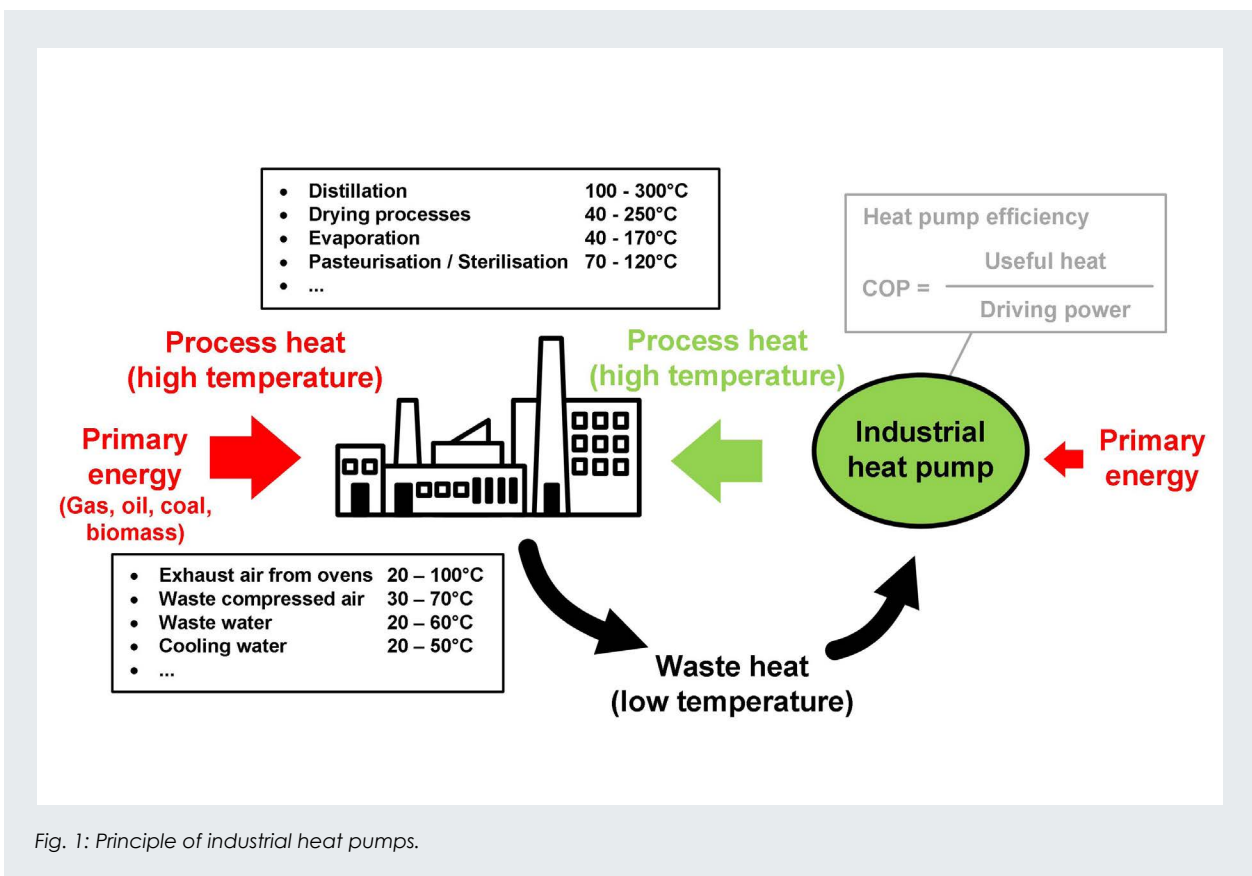 • Distillation 100 - 300°C
• Drying processes 40 - 250°C
• Evaporation 40 - 170°C
• Pasteurisation / Sterilisation 70 - 120°C
• ...
Heat pump efficiency
COP = Useful heat
Driving power
Process heat
(high temperature)
Process heat
(high temperature)
Primary
energy
(Gas, oil, coal,
biomass)
Industrial
heat pump
Primary
energy
• Exhaust air from ovens 20 – 100°C
• Waste compressed air 30 – 70°C
• Waste water 20 – 60°C
• Cooling water 20 – 50°C
• ...
Waste heat
(low temperature)
Fig. 1: Principle of industrial heat pumps.